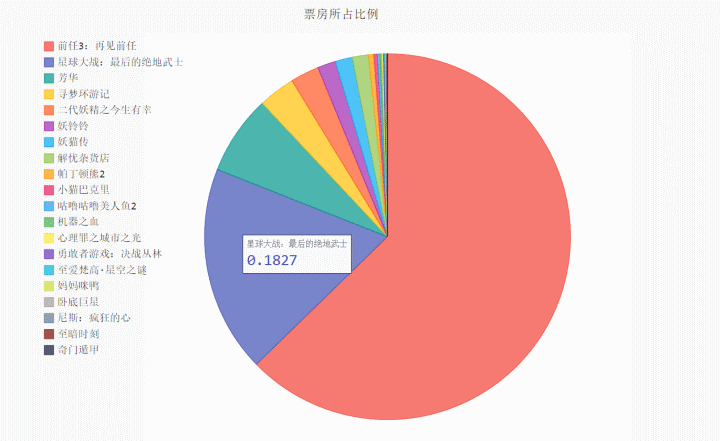 票房所占比例
前任3：再见前任
星球大战：最后的绝地武士
芳华
寻梦环游记
二代妖精之今生有幸
妖铃铃
妖猫传
解忧杂货店
帕丁顿熊2
小猫巴克里
咕噜咕噜美人鱼2
机器之血
心理罪之城市之光
勇敢者游戏：决战丛林
至爱梵高·星空之谜
妈妈咪鸭
卧底巨星
尼斯：疯狂的心
至暗时刻
奇门遁甲
星球大战：最后的绝地武士
0.1827